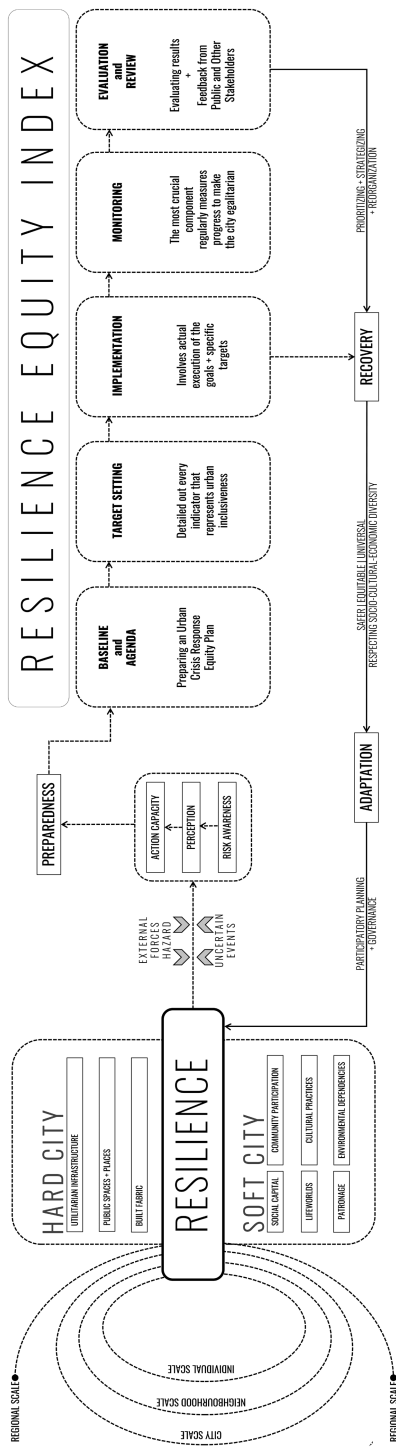 RESILIENCE EQUITY INDEX
REGIONAL SCALE
CITY SCALE
NEIGHBOURHOOD SCALE
INDIVIDUAL SCALE
REGIONAL SCALE
HARD CITY
UTILITARIAN INFRASTRUCTURE
PUBLIC SPACES + PLACES
BUILT FABRIC
RESILIENCE
SOFT CITY
SOCIAL CAPITAL
COMMUNITY PARTICIPATION
LIFEWORLDS
CULTURAL PRACTICES
PATRONAGE
ENVIRONMENTAL DEPENDENCIES
EXTERNAL
FORCES
HAZARD
UNCERTAIN
EVENTS
PREPAREDNESS
ACTION CAPACITY
PERCEPTION
RISK AWARENESS
BASELINE
and
AGENDA
Preparing an Urban
Crisis Response
Equity Plan
TARGET SETTING
Detailed out every
indicator that
represents urban
inclusiveness
IMPLEMENTATION
Involves actual
execution of the
goals + specific
targets
MONITORING
The most crucial
component
regularly measures
progress to make
the city egalitarian
EVALUATION
and
REVIEW
Evaluating results
+
Feedback from
Public and Other
Stakeholders
PRIORITIZING + STRATEGIZING
+ REORGANIZATION
RECOVERY
SAFER I EQUITABLE I UNIVERSAL
RESPECTING SOCIO-CULTURAL-ECONOMIC DIVERSITY
ADAPTATION
PARTICIPATORY PLANNING
+ GOVERNANCE